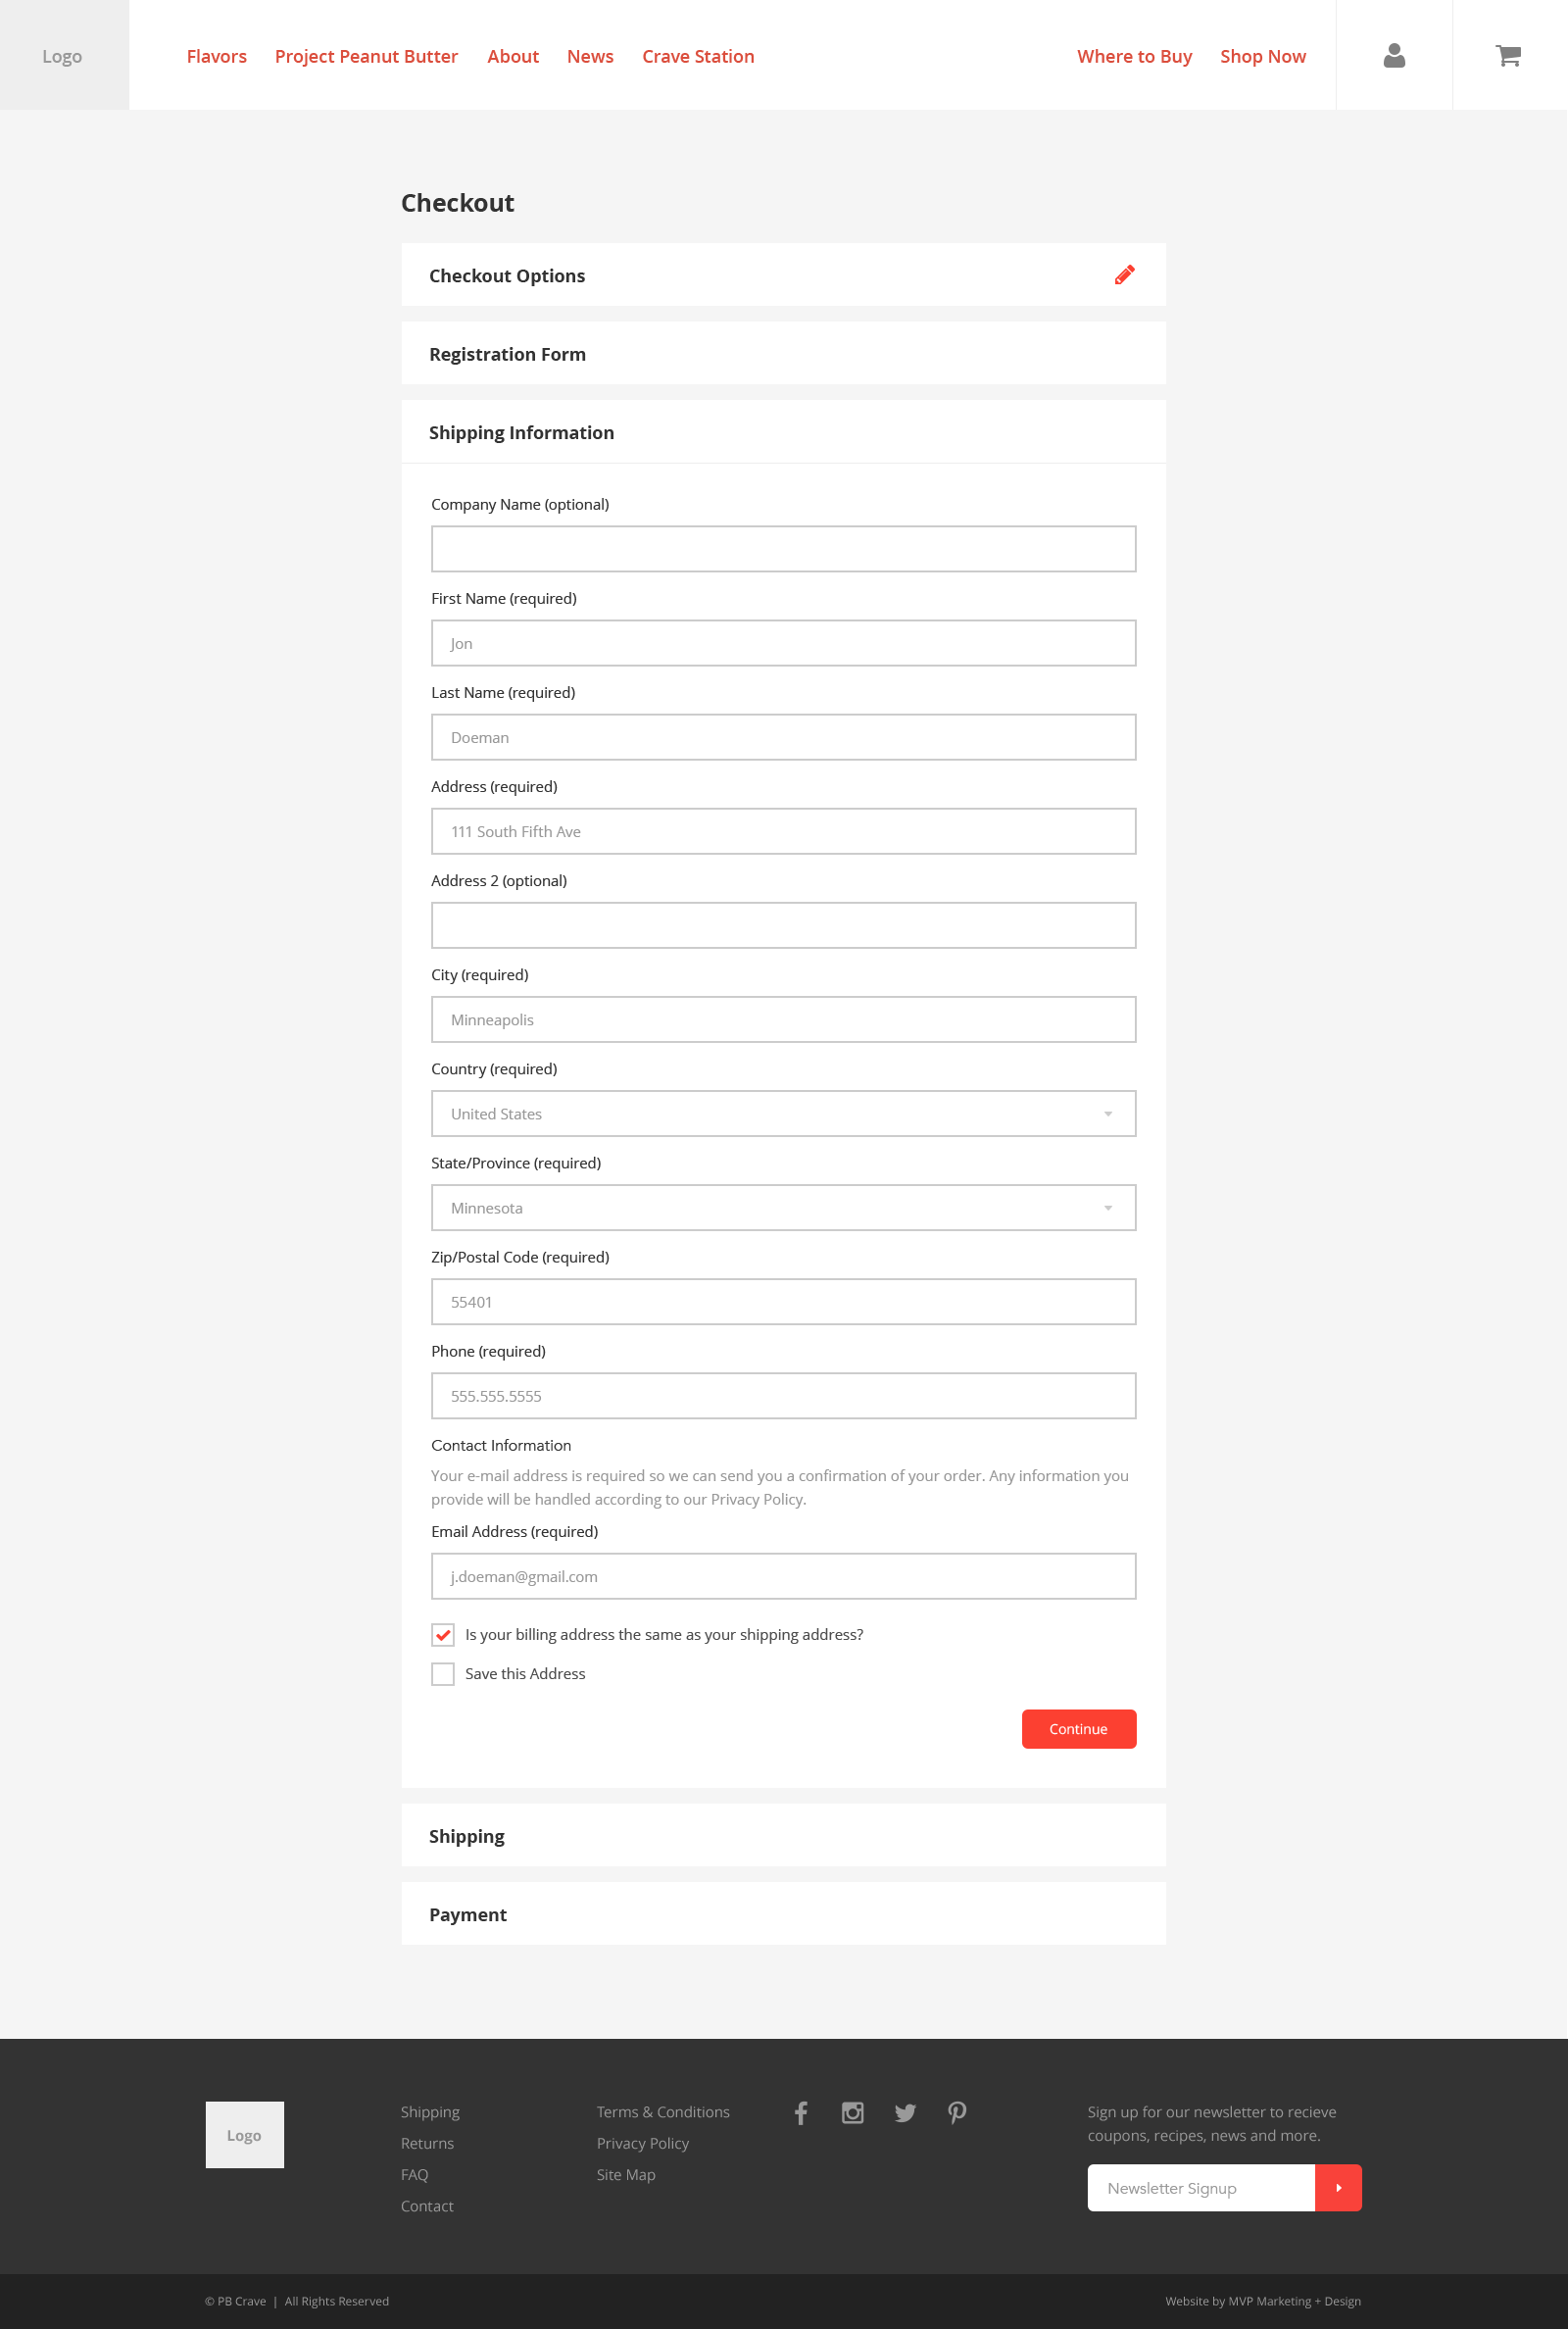 Logo
Flavors
Project Peanut Butter
About
News
Crave Station
Where to Buy
Shop Now
Checkout
Checkout Options
Registration Form
Shipping Information
Company Name (optional)
First Name (required)
Jon
Last Name (required)
Doeman
Address (required)
111 South Fifth Ave
Address 2 (optional)
City (required)
Minneapolis
Country (required)
United States
State/Province (required)
Minnesota
Zip/Postal Code (required)
55401
Phone (required)
555.555.5555
Contact Information
Your e-mail address is required so we can send you a confirmation of your order. Any information you
provide will be handled according to our Privacy Policy.
Email Address (required)
j.doeman@gmail.com
Is your billing address the same as your shipping address?
Save this Address
Continue
Shipping
Payment
Logo
Shipping
Returns
FAQ
Contact
Terms & Conditions
Privacy Policy
Site Map
Sign up for our newsletter to recieve
coupons, recipes, news and more.
Newsletter Signup
© PB Crave | All Rights Reserved
Website by MVP Marketing + Design